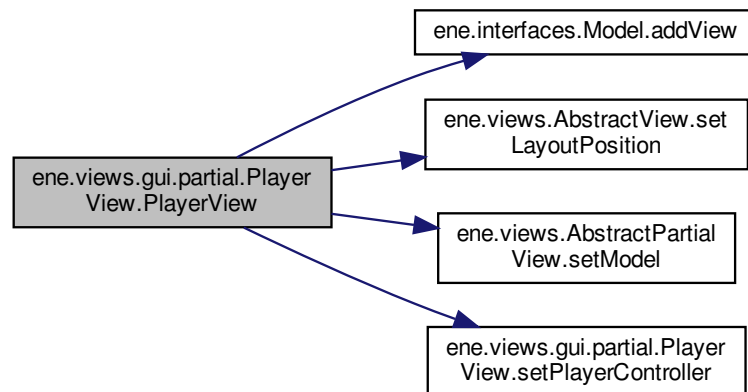 ene.interfaces.Model.addView
ene.views.AbstractView.set
LayoutPosition
ene.views.gui.partial.Player
View.PlayerView
ene.views.AbstractPartial
View.setModel
ene.views.gui.partial.Player
View.setPlayerController